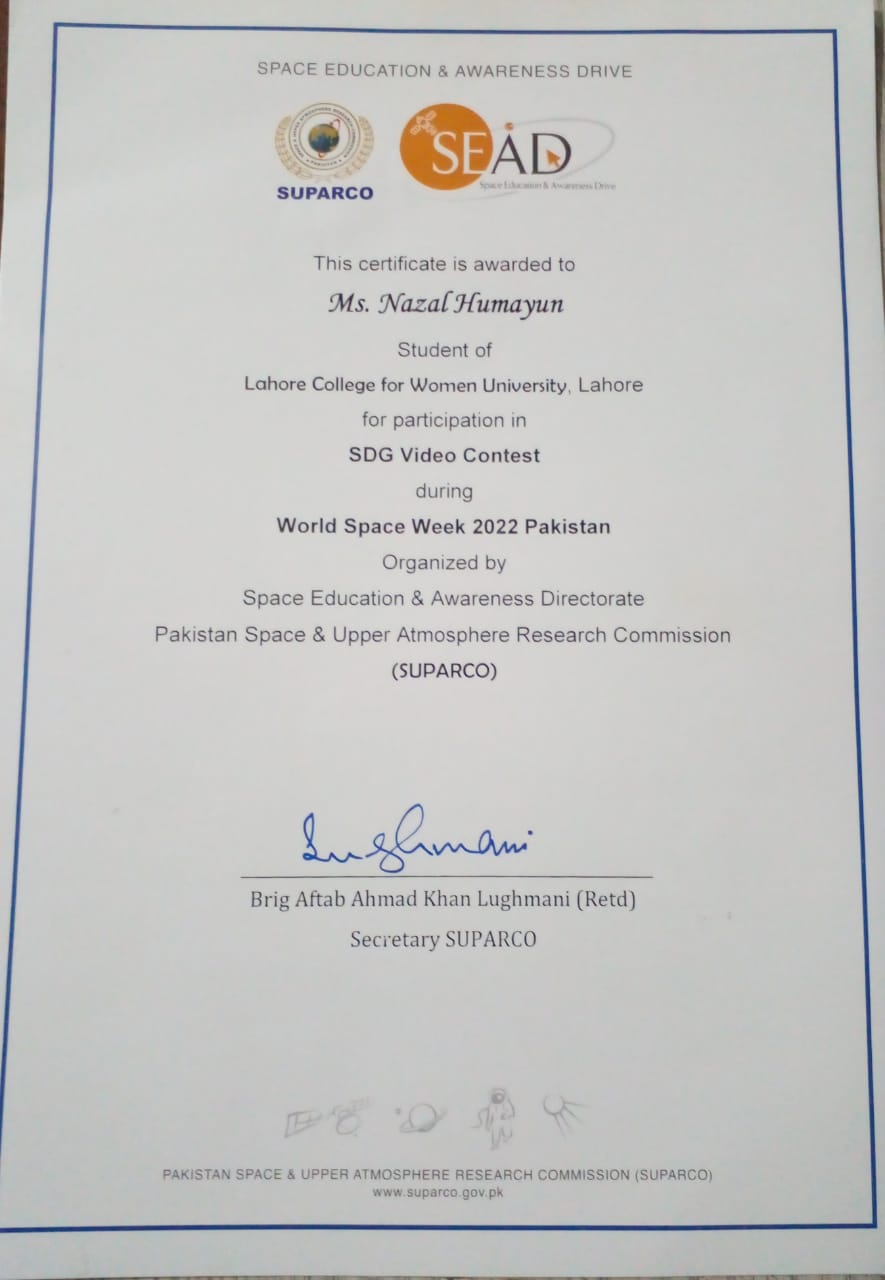 SPACE EDUCATION & AWARENESS DRIVE
SUPARCO
SEAD
Space Education & Awareness Drive
This certificate is awarded to
Ms. Nazal Humayun
Student of
Lahore College for Women University, Lahore
for participation in
SDG Video Contest
during
World Space Week 2022 Pakistan
Organized by
Space Education & Awareness Directorate
Pakistan Space & Upper Atmosphere Research Commission
(SUPARCO)
Lughmani
Brig Aftab Ahmad Khan Lughmani (Retd)
Secretary SUPARCO
PAKISTAN SPACE & UPPER ATMOSPHERE RESEARCH COMMISSION (SUPARCO)
www.suparco.gov.pk